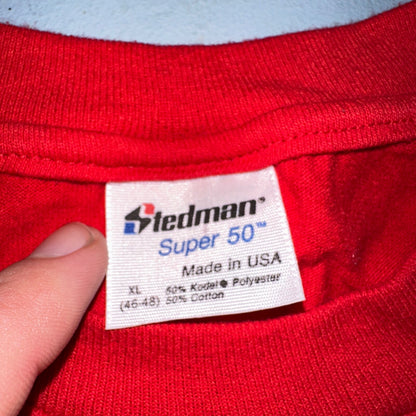 Stedman®
Super 50™
Made in USA
XL 50% Kodel® Polyester
(46-48) 50% Cotton